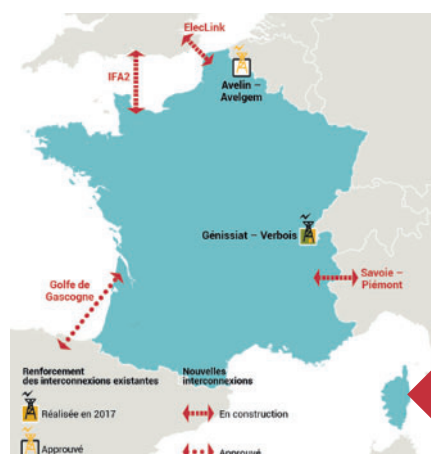 ElecLink
IFA2
Avelin –
Avelgem
Génissiat – Verbois
Savoie –
Piémont
Golfe de
Gascogne
Renforcement
des interconnexions existantes
Réalisée en 2017
Approuvé
Nouvelles
interconnexions
En construction
Approuvé